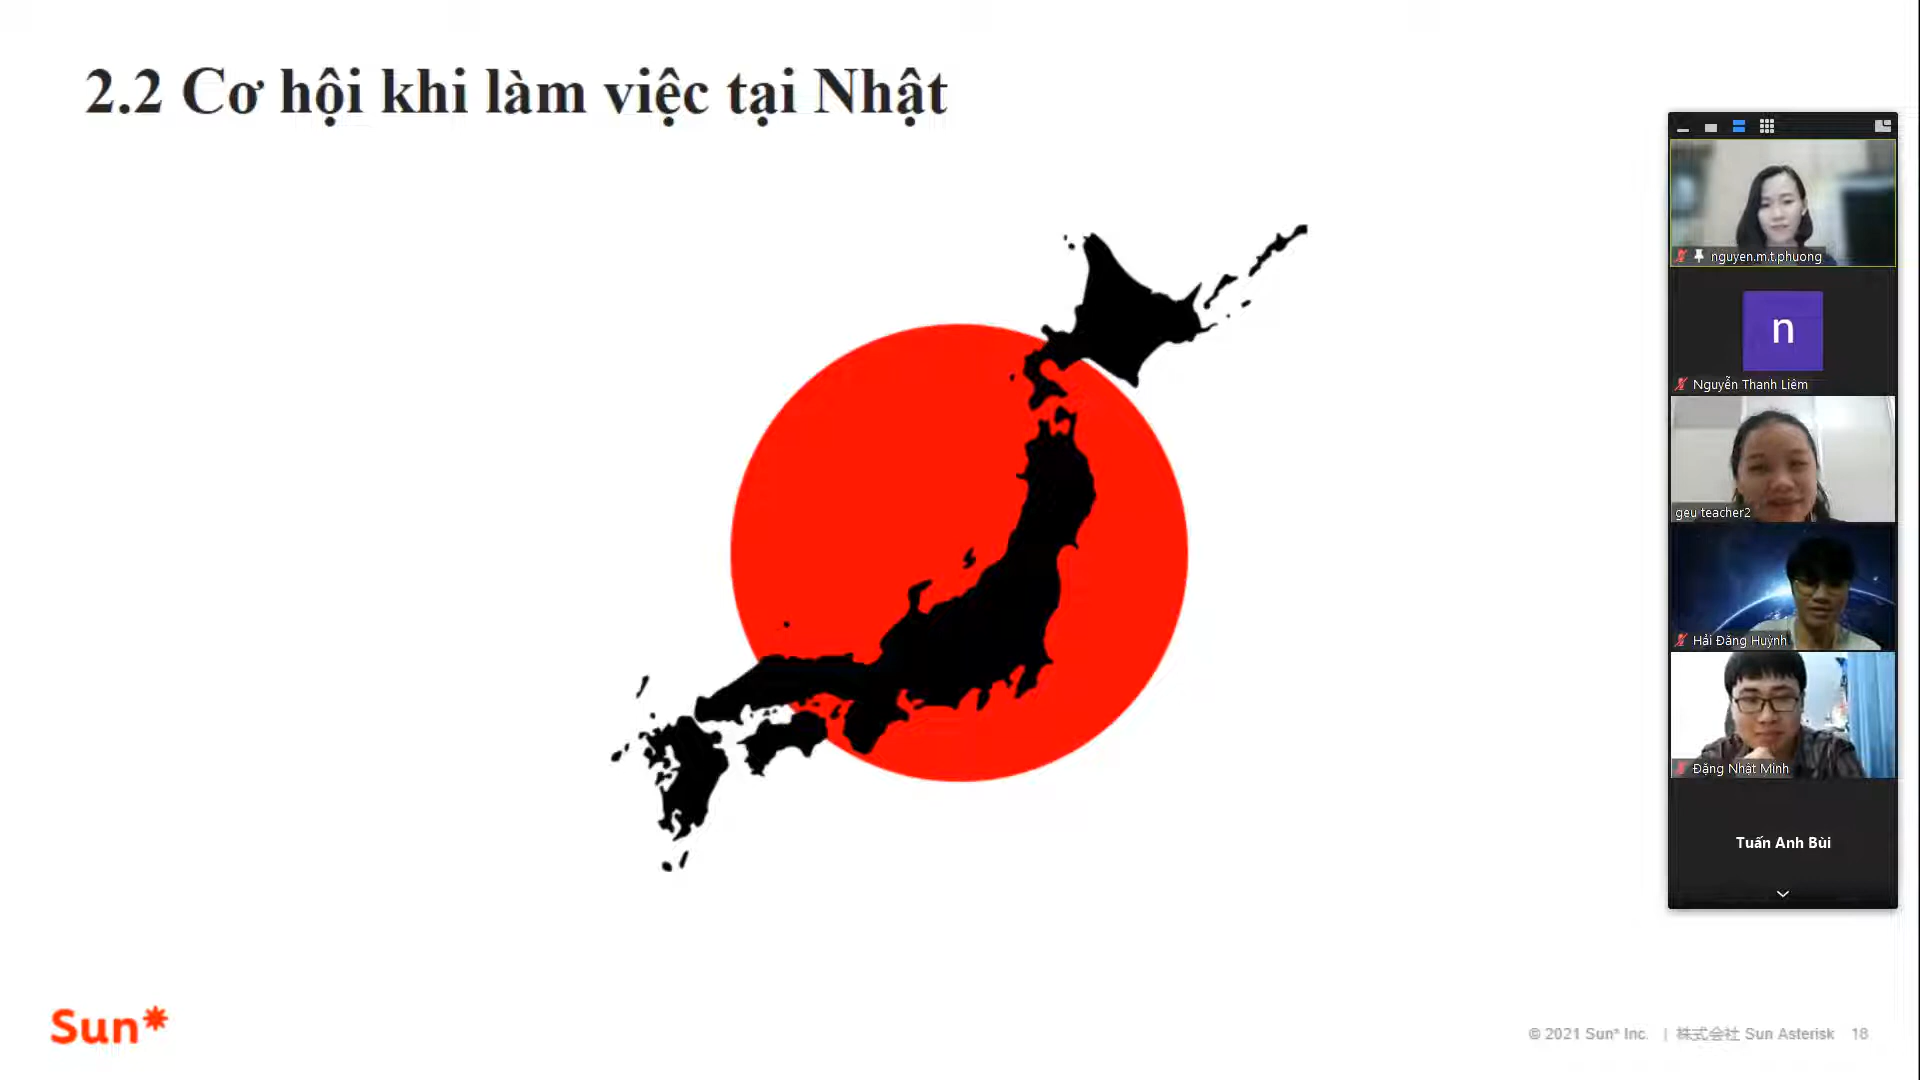 2.2 Cơ hội khi làm việc tại Nhật
nguyen.m.t.phuong
n
Nguyễn Thanh Liêm
geu teacher2
Hải Đăng Huỳnh
Đặng Nhật Minh
Tuấn Anh Bùi
Sun*
© 2021 Sun* Inc. | 株式会社 Sun Asterisk 18